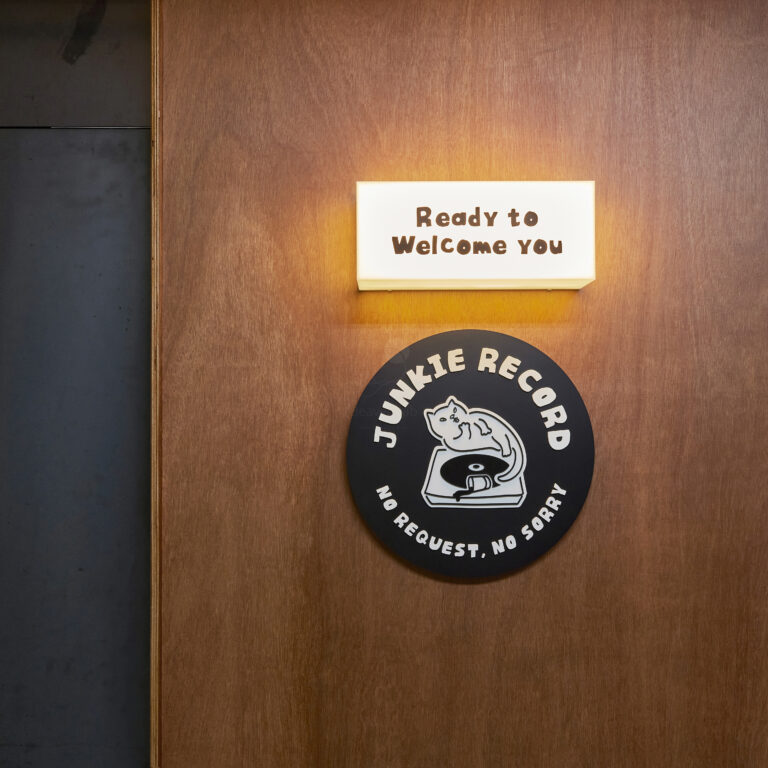 Ready to
Welcome you
JUNKIE RECORD
NO REQUEST, NO SORRY